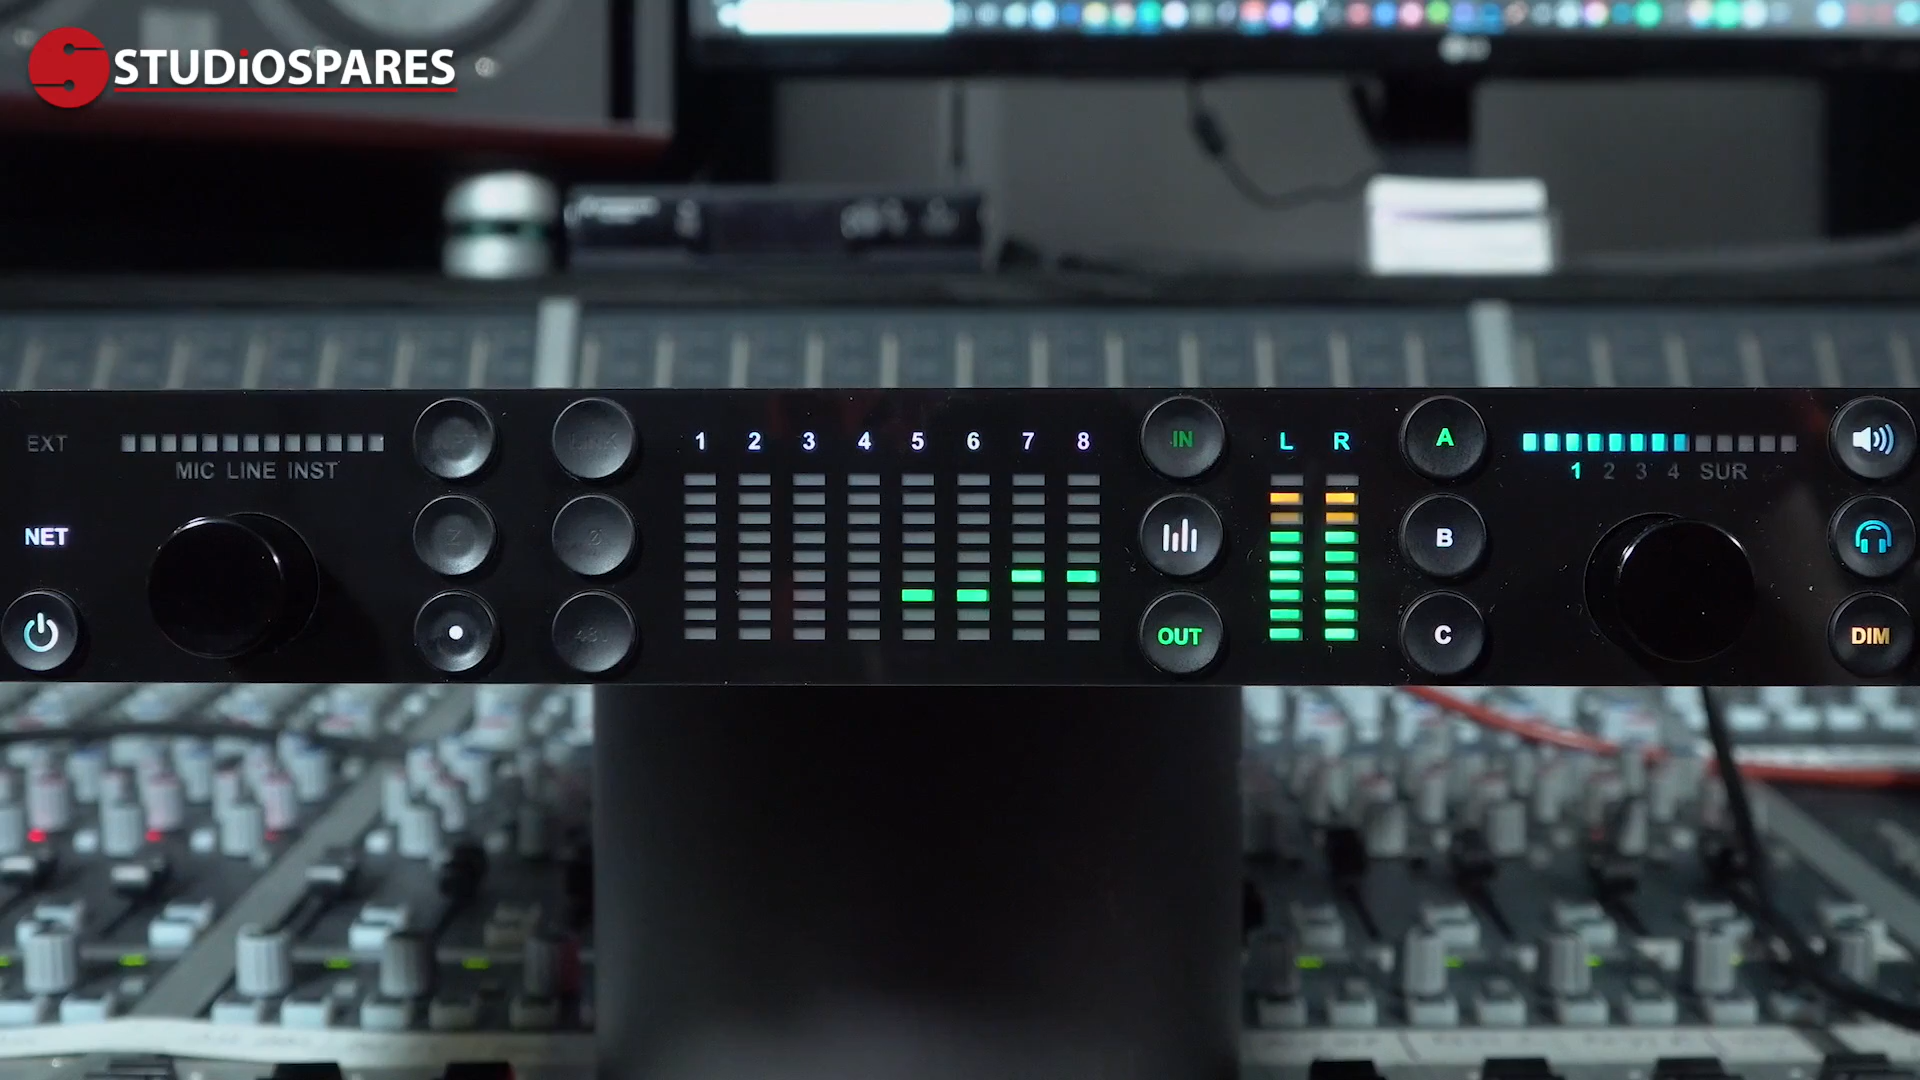 STUDiOSPARES
EXT
MIC LINE INST
NET
1 2 3 4 5 6 7 8
IN
OUT
L R
A
B
C
1 2 3 4 SUR
DIM